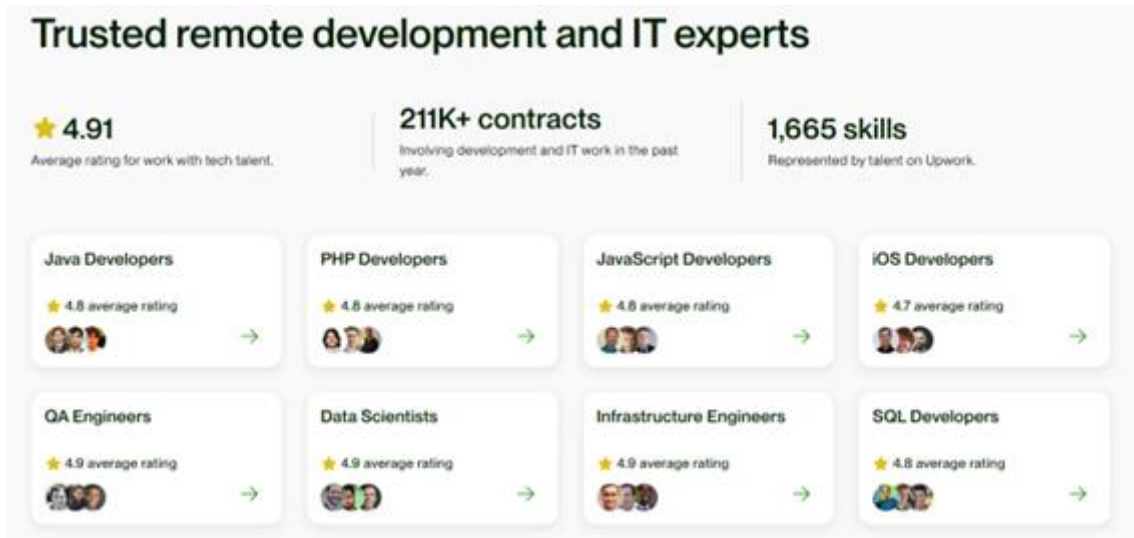 Trusted remote development and IT experts
4.91
Average rating for work with tech talent.
211K+ contracts
Involving development and IT work in the past
year.
1,665 skills
Represented by talent on Upwork.
Java Developers
4.8 average rating
PHP Developers
4.8 average rating
JavaScript Developers
4.8 average rating
iOS Developers
4.7 average rating
QA Engineers
4.9 average rating
Data Scientists
4.9 average rating
Infrastructure Engineers
4.9 average rating
SQL Developers
4.8 average rating